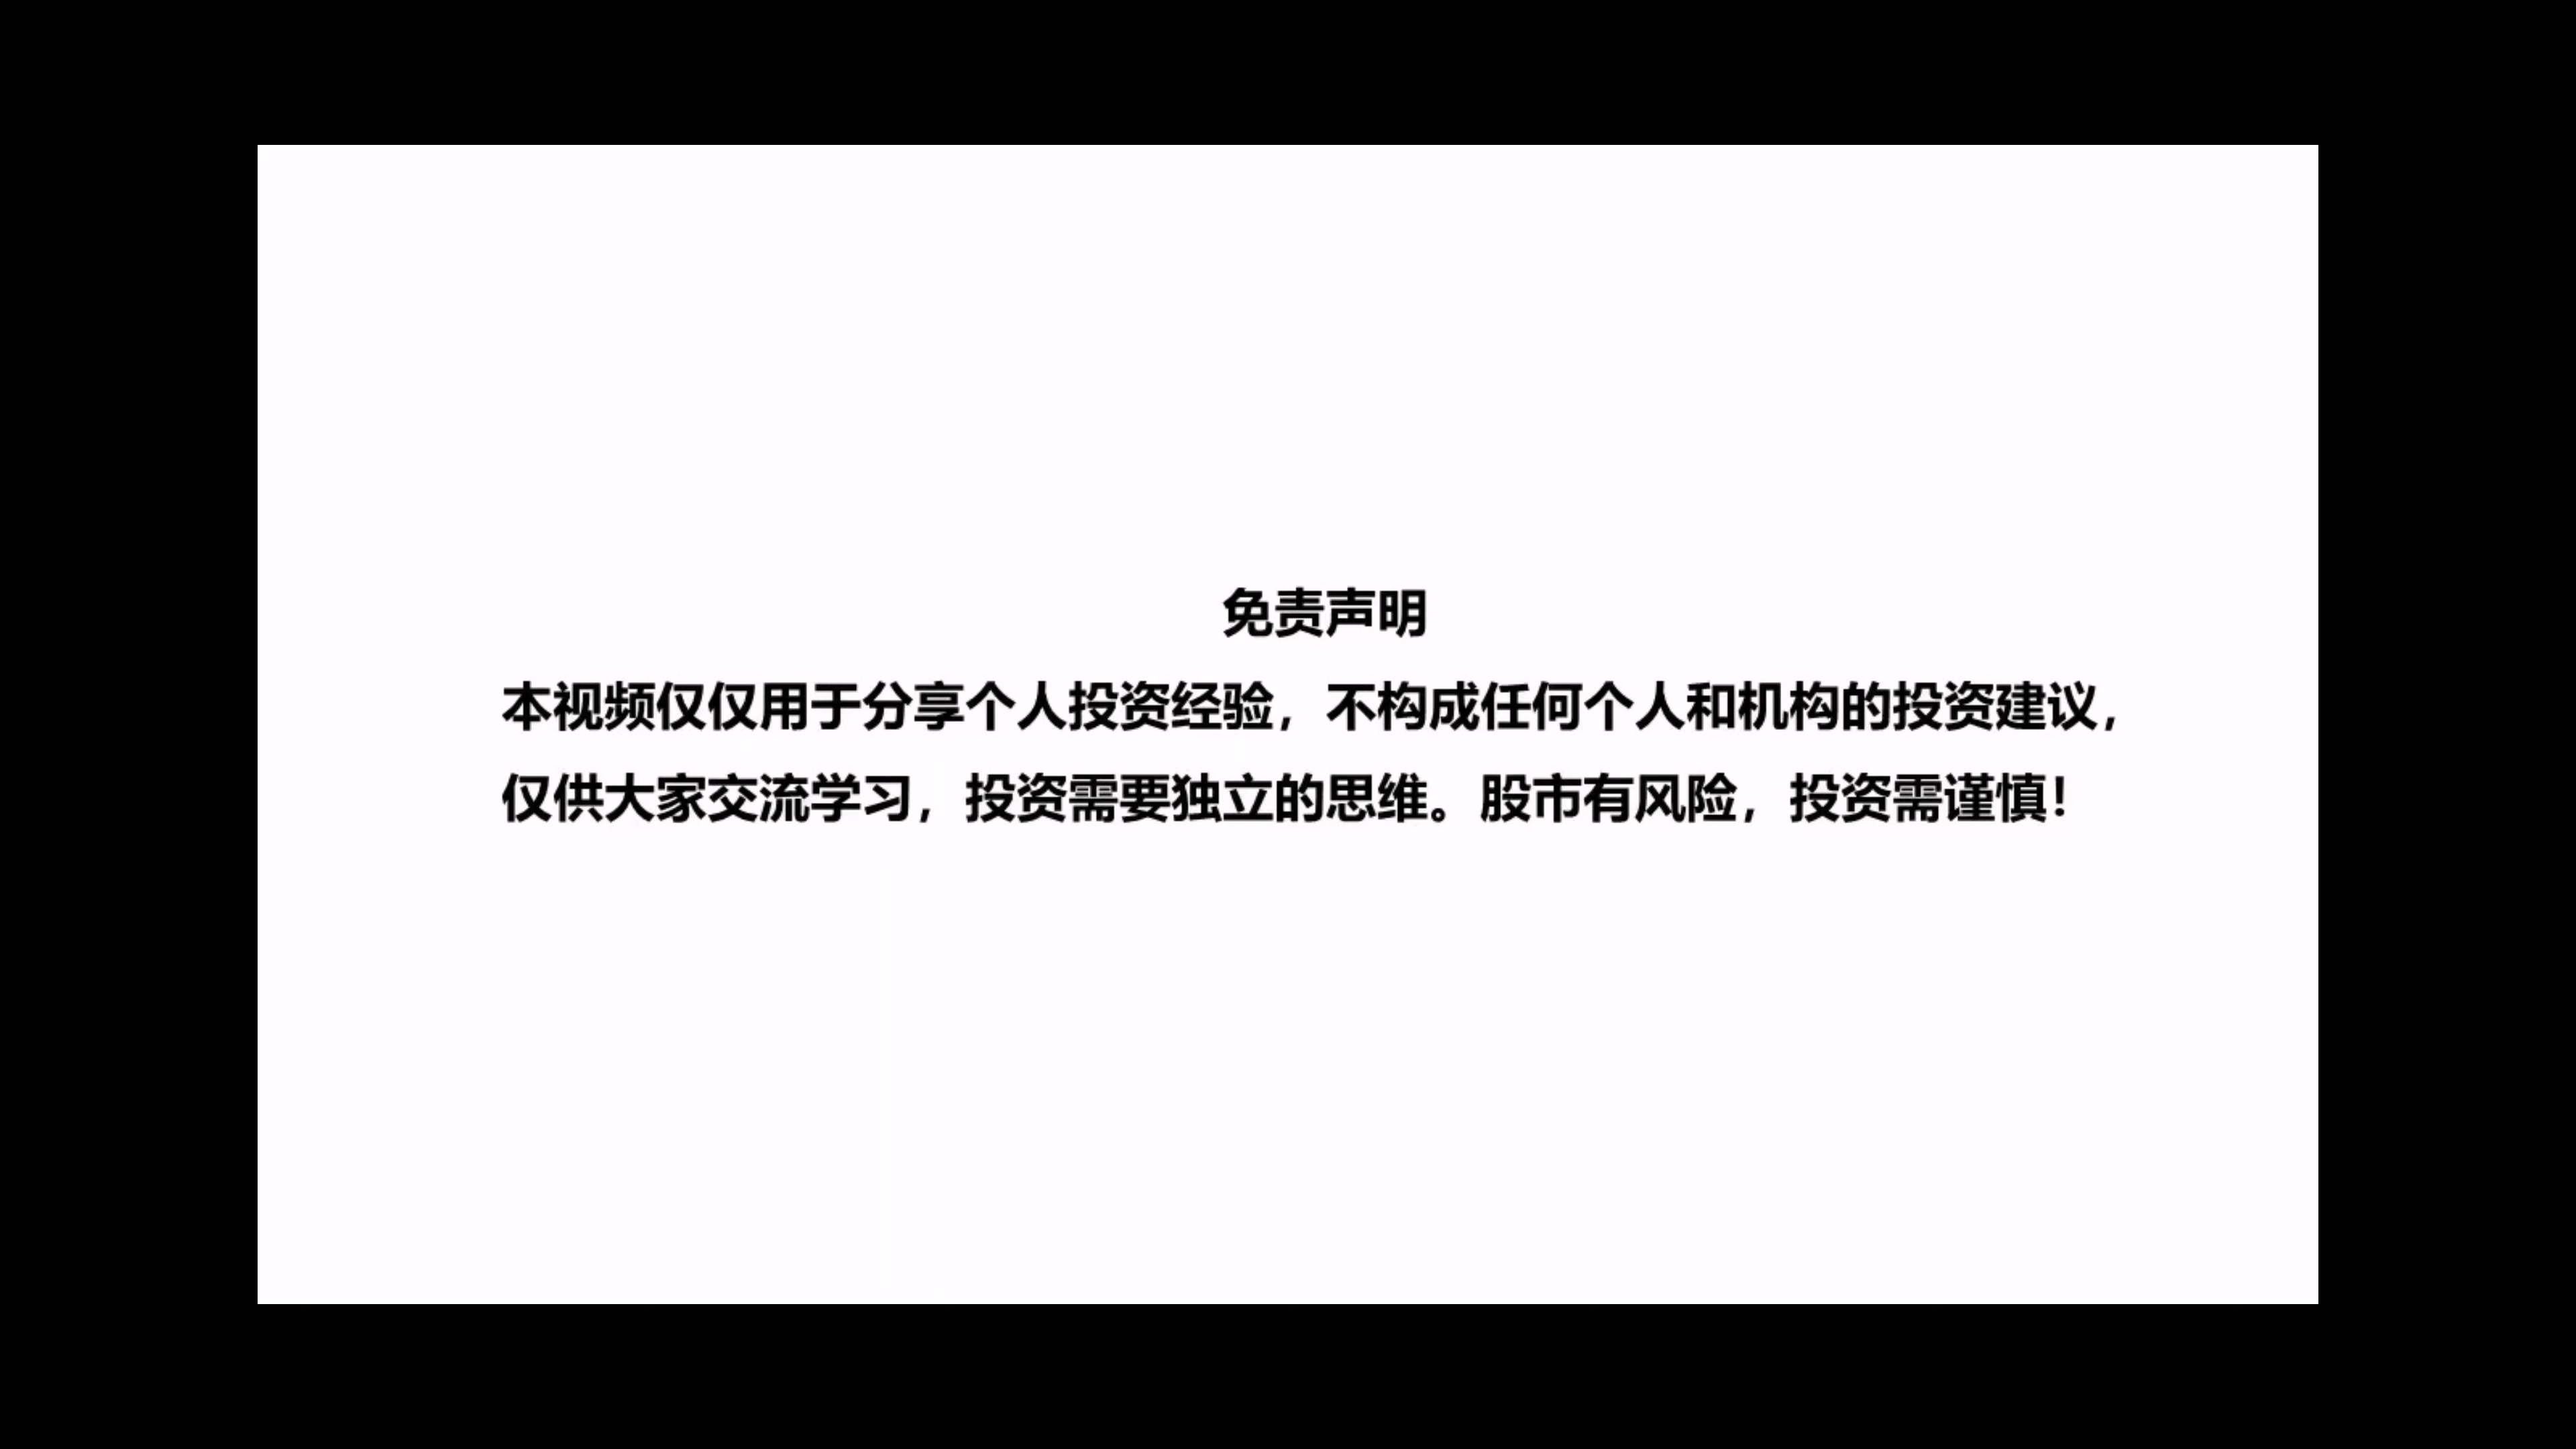 免责声明
本视频仅仅用于分享个人投资经验，不构成任何个人和机构的投资建议，
仅供大家交流学习，投资需要独立的思维。股市有风险，投资需谨慎！